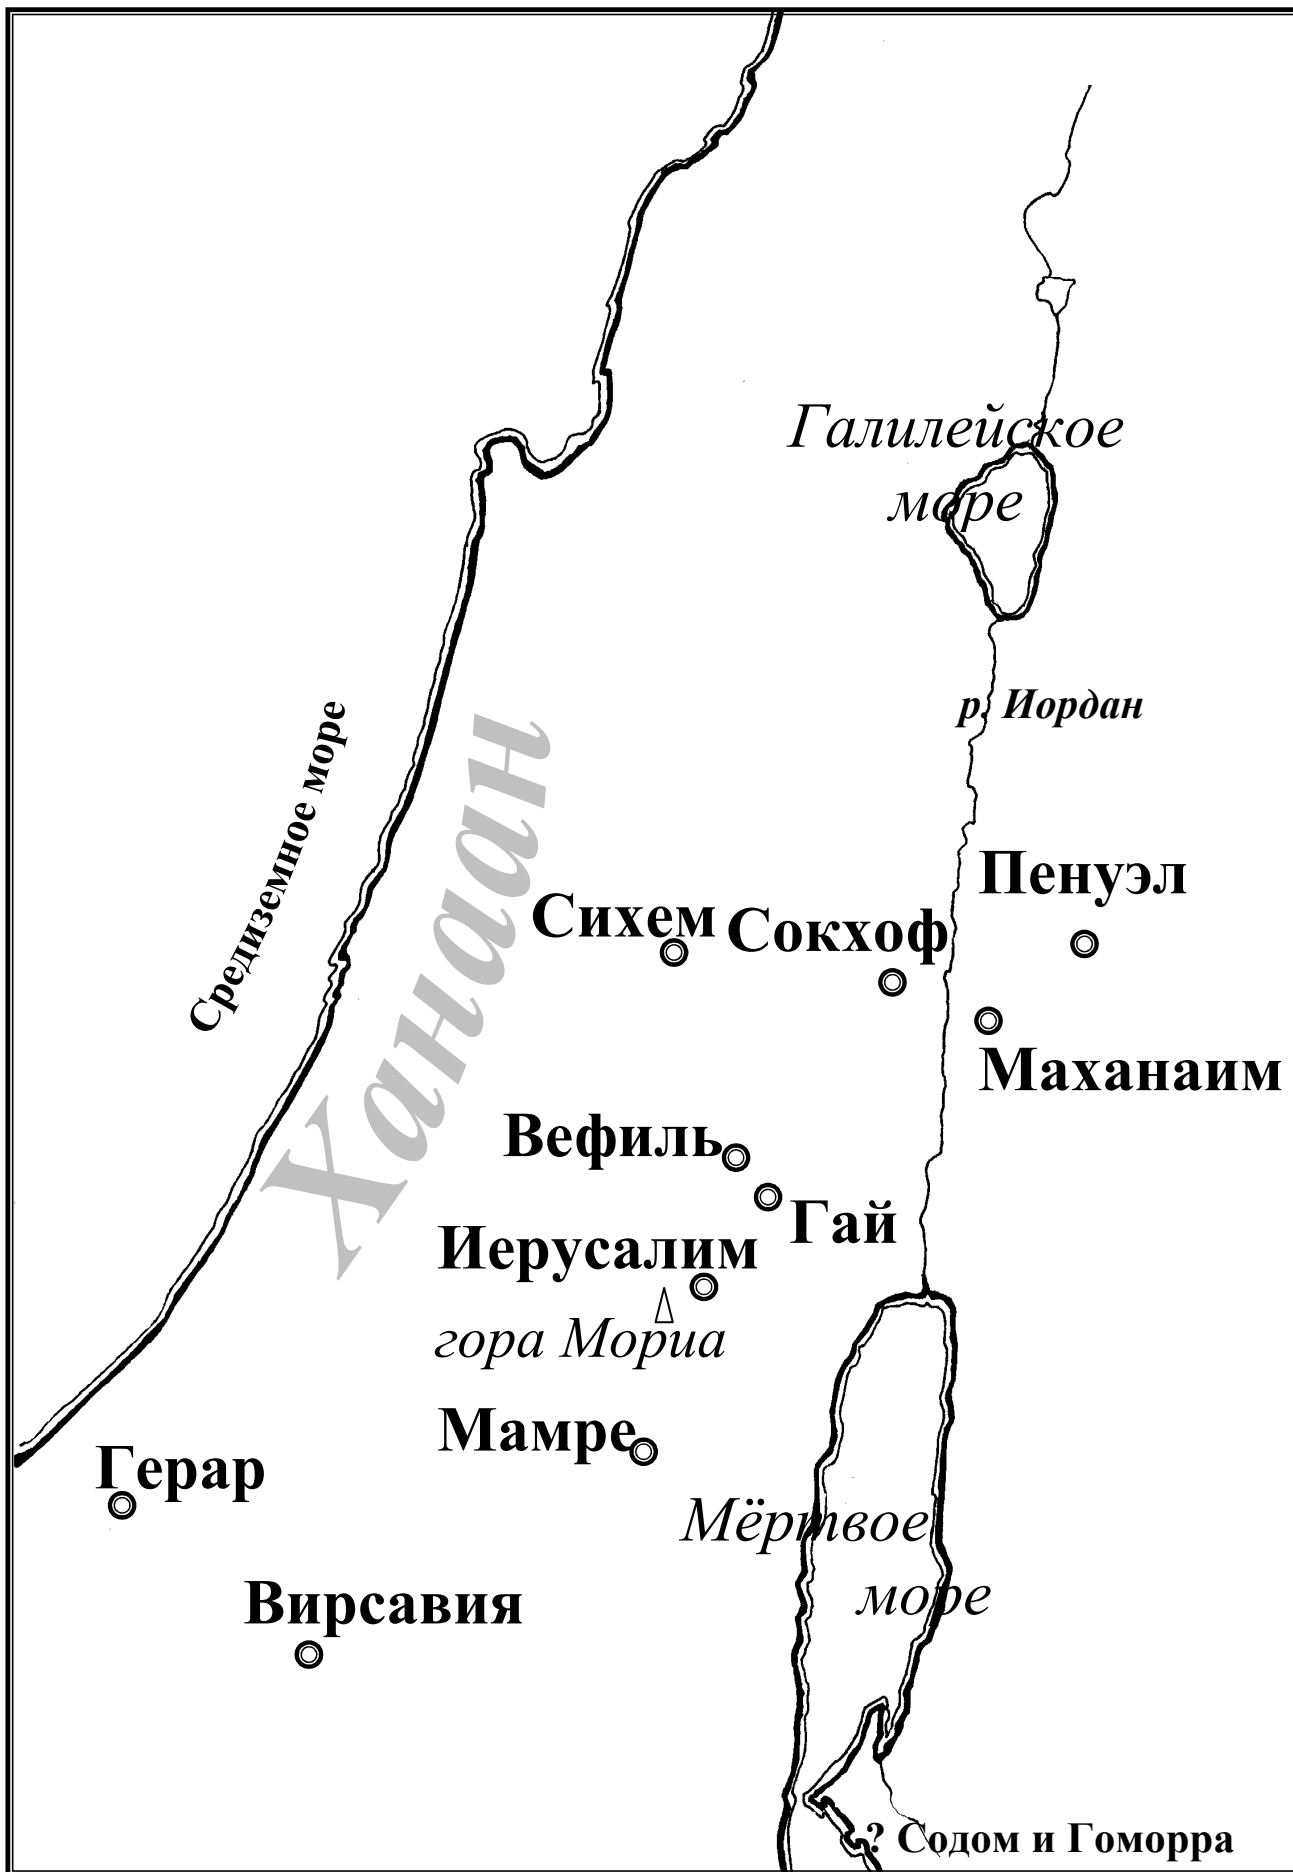 Галилейское
море
р. Иордан
Средиземное море
Ханаан
Пенуэл
Сихем
Сокхоф
Маханаим
Вефиль
Гай
Иерусалим
гора Мориа
Мамре
Герар
Мёртвое
море
Вирсавия
? Содом и Гоморра